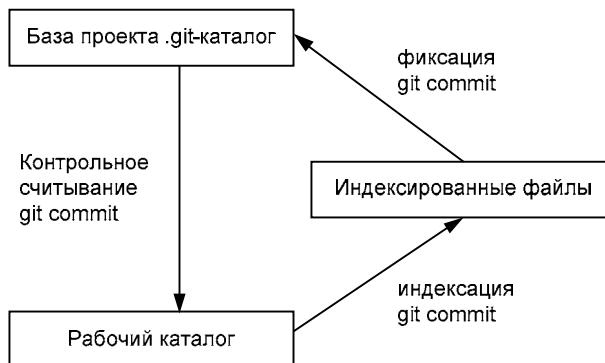 База проекта .git-каталог
фиксация
git commit
Контрольное
считывание
git commit
Индексированные файлы
индексация
git commit
Рабочий каталог